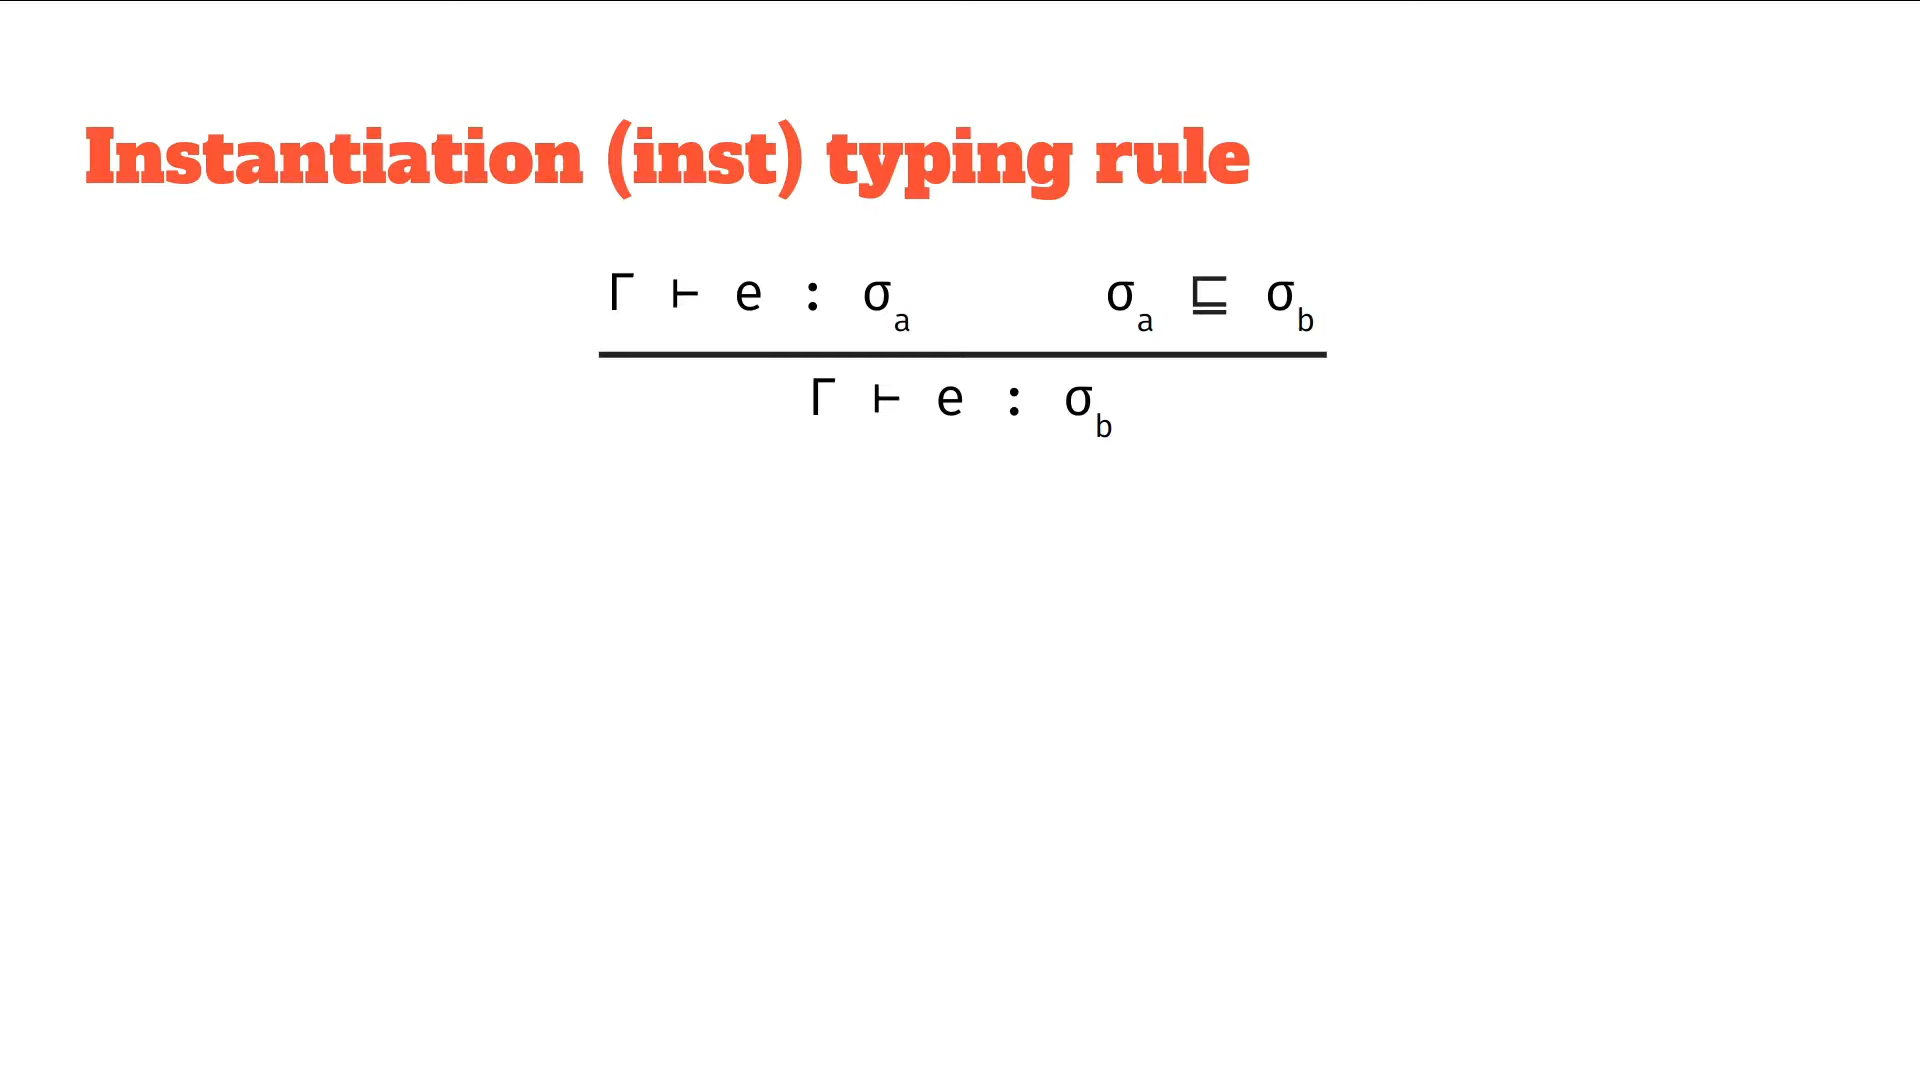 Instantiation (inst) typing rule
Γ ⊢ e : σa σa ⊑ σb
Γ ⊢ e : σb